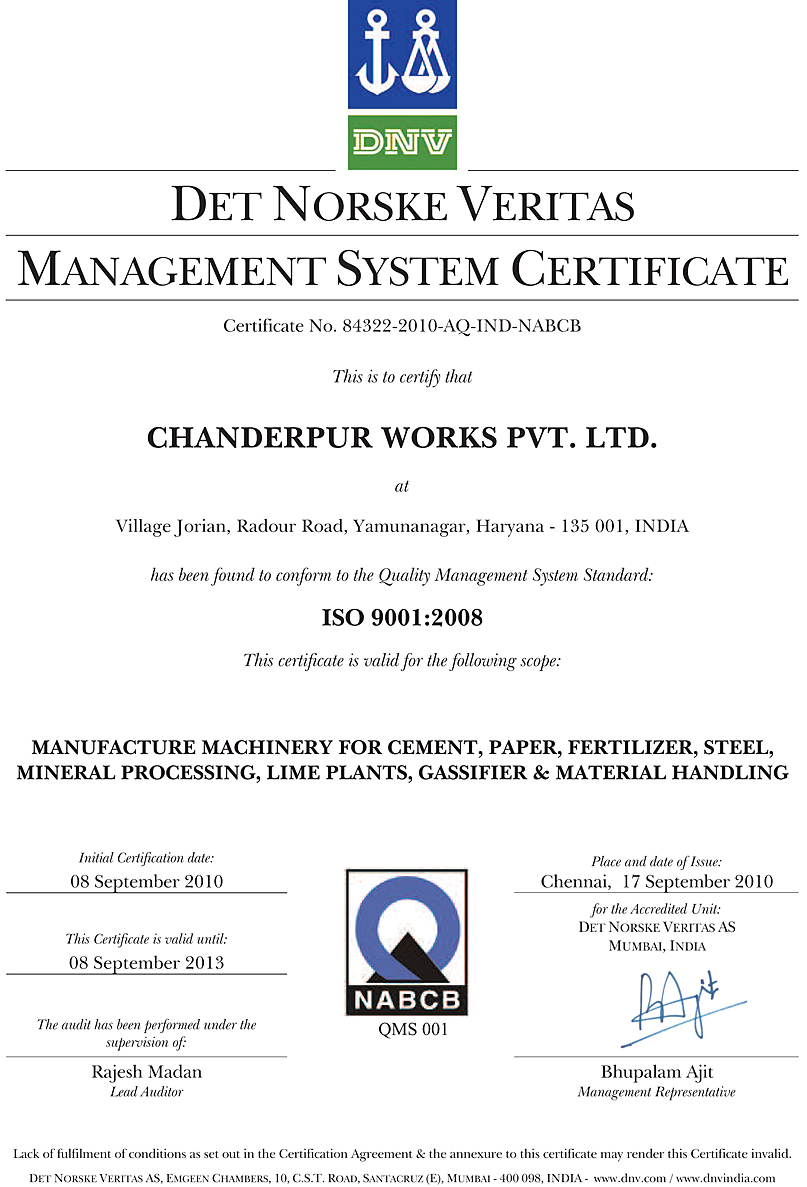 DNV
DET NORSKE VERITAS
MANAGEMENT SYSTEM CERTIFICATE
Certificate No. 84322-2010-AQ-IND-NABCB
This is to certify that
CHANDERPUR WORKS PVT. LTD.
at
Village Jorian, Radour Road, Yamunanagar, Haryana - 135 001, INDIA
has been found to conform to the Quality Management System Standard:
ISO 9001:2008
This certificate is valid for the following scope:
MANUFACTURE MACHINERY FOR CEMENT, PAPER, FERTILIZER, STEEL,
MINERAL PROCESSING, LIME PLANTS, GASSIFIER & MATERIAL HANDLING
Initial Certification date:
08 September 2010
This Certificate is valid until:
08 September 2013
The audit has been performed under the
supervision of:
Rajesh Madan
Lead Auditor
NABCB
QMS 001
Place and date of Issue:
Chennai, 17 September 2010
for the Accredited Unit:
DET NORSKE VERITAS AS
MUMBAI, INDIA
Bhupalam Ajit
Management Representative
Lack of fulfilment of conditions as set out in the Certification Agreement & the annexure to this certificate may render this Certificate invalid.
DET NORSKE VERITAS AS, EMGEEN CHAMBERS, 10, C.S.T. ROAD, SANTACRUZ (E), MUMBAI - 400 098, INDIA - www.dnv.com / www.dnvindia.com